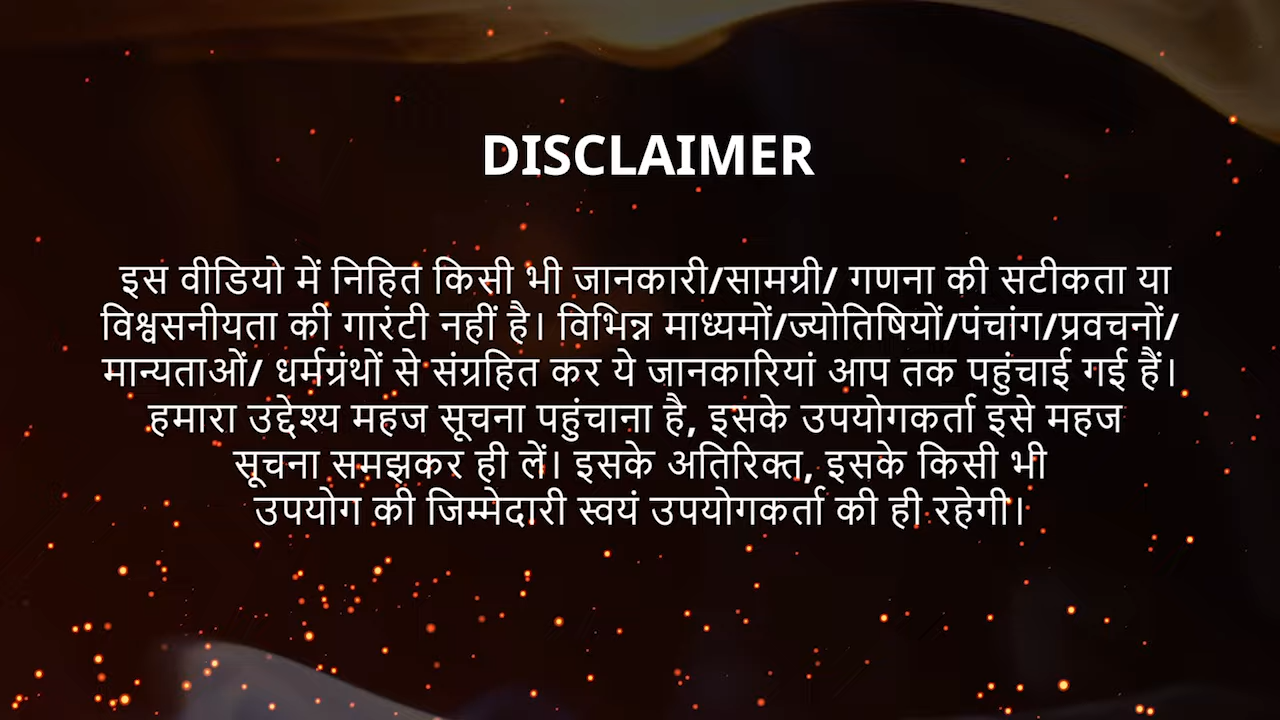 DISCLAIMER
इस वीडियो में निहित किसी भी जानकारी/सामग्री/ गणना की सटीकता या
विश्वसनीयता की गारंटी नहीं है। विभिन्न माध्यमों/ज्योतिषियों/पंचांग/प्रवचनों/
मान्यताओं/ धर्मग्रंथों से संग्रहित कर ये जानकारियां आप तक पहुंचाई गई हैं।
हमारा उद्देश्य महज सूचना पहुंचाना है, इसके उपयोगकर्ता इसे महज
सूचना समझकर ही लें। इसके अतिरिक्त, इसके किसी भी
उपयोग की जिम्मेदारी स्वयं उपयोगकर्ता की ही रहेगी।